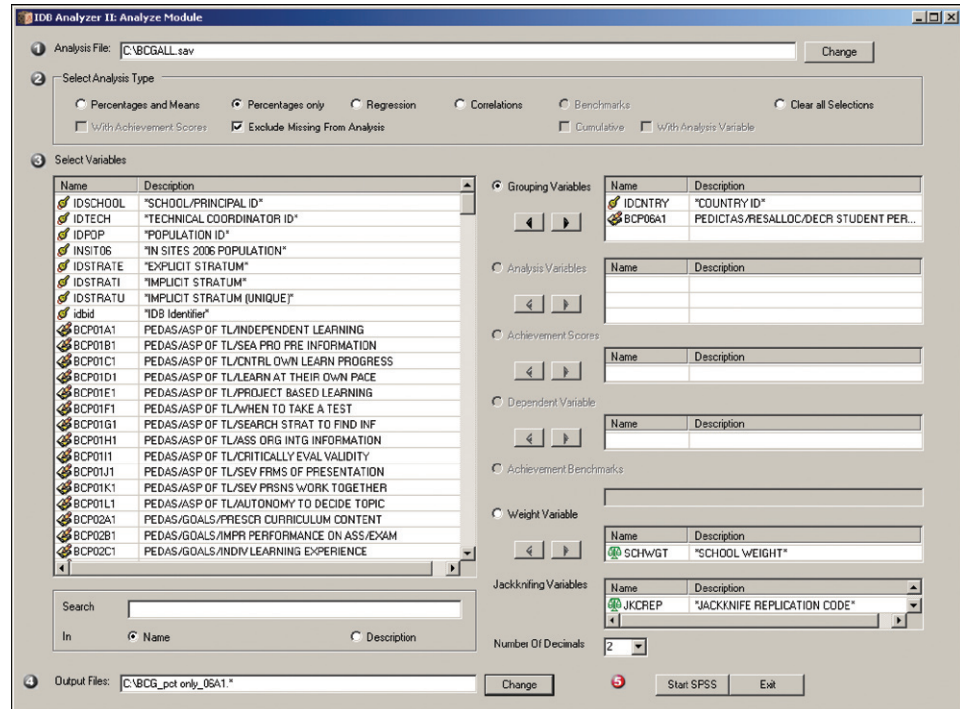 IDB Analyzer II: Analyze Module
1 Analysis File: C:\BCGALL.sav Change
2 Select Analysis Type
Percentages and Means Percentages only Regression Correlations Benchmarks Clear all Selections
With Achievement Scores Exclude Missing From Analysis Cumulative With Analysis Variable
3 Select Variables
Name Description
IDSCHOOL "SCHOOL/PRINCIPAL ID"
IDTECH "TECHNICAL COORDINATOR ID"
IDPOP "POPULATION ID"
INSIT06 "IN SITES 2006 POPULATION"
IDSTRATE "EXPLICIT STRATUM"
IDSTRATI "IMPLICIT STRATUM"
IDSTRATU "IMPLICIT STRATUM (UNIQUE)"
idbid "IDB Identifier"
BCP01A1 PEDAS/ASP OF TL/INDEPENDENT LEARNING
BCP01B1 PEDAS/ASP OF TL/SEA PRO PRE INFORMATION
BCP01C1 PEDAS/ASP OF TL/CNTRL OWN LEARN PROGRESS
BCP01D1 PEDAS/ASP OF TL/LEARN AT THEIR OWN PACE
BCP01E1 PEDAS/ASP OF TL/PROJECT BASED LEARNING
BCP01F1 PEDAS/ASP OF TL/WHEN TO TAKE A TEST
BCP01G1 PEDAS/ASP OF TL/SEARCH STRAT TO FIND INF
BCP01H1 PEDAS/ASP OF TL/ASS ORG INTG INFORMATION
BCP01I1 PEDAS/ASP OF TL/CRITICALLY EVAL VALIDITY
BCP01J1 PEDAS/ASP OF TL/SEV FRMS OF PRESENTATION
BCP01K1 PEDAS/ASP OF TL/SEV PRSNS WORK TOGETHER
BCP01L1 PEDAS/ASP OF TL/AUTONOMY TO DECIDE TOPIC
BCP02A1 PEDAS/GOALS/PRESCR CURRICULUM CONTENT
BCP02B1 PEDAS/GOALS/IMPR PERFORMANCE ON ASS/EXAM
BCP02C1 PEDAS/GOALS/INDIV LEARNING EXPERIENCE
Search
In Name Description
Grouping Variables
Name Description
IDCNTRY "COUNTRY ID"
BCP06A1 PEDICTAS/RESALLOC/DECR STUDENT PER...
Analysis Variables
Name Description
Achievement Scores
Name Description
Dependent Variable
Name Description
Achievement Benchmarks
Weight Variable
Name Description
SCHWGT "SCHOOL WEIGHT"
Jackknifing Variables
Name Description
JKCREP "JACKKNIFE REPLICATION CODE"
Number Of Decimals 2
4 Output Files: C:\BCG_pct only_06A1.* Change
5 Start SPSS Exit